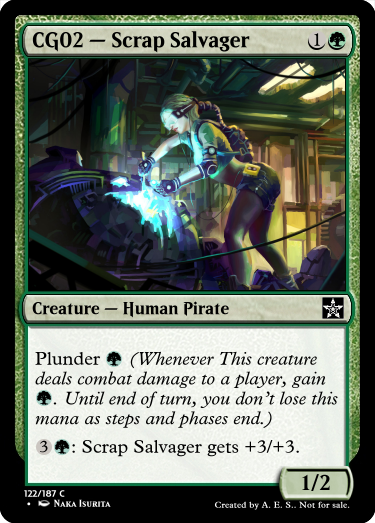 CG02 — Scrap Salvager 1
Creature — Human Pirate
Plunder (Whenever This creature
deals combat damage to a player, gain
. Until end of turn, you don't lose this
mana as steps and phases end.)
3 : Scrap Salvager gets +3/+3.
1/2
122/187 C
• Naka Isurita
Created by A. E. S.. Not for sale.